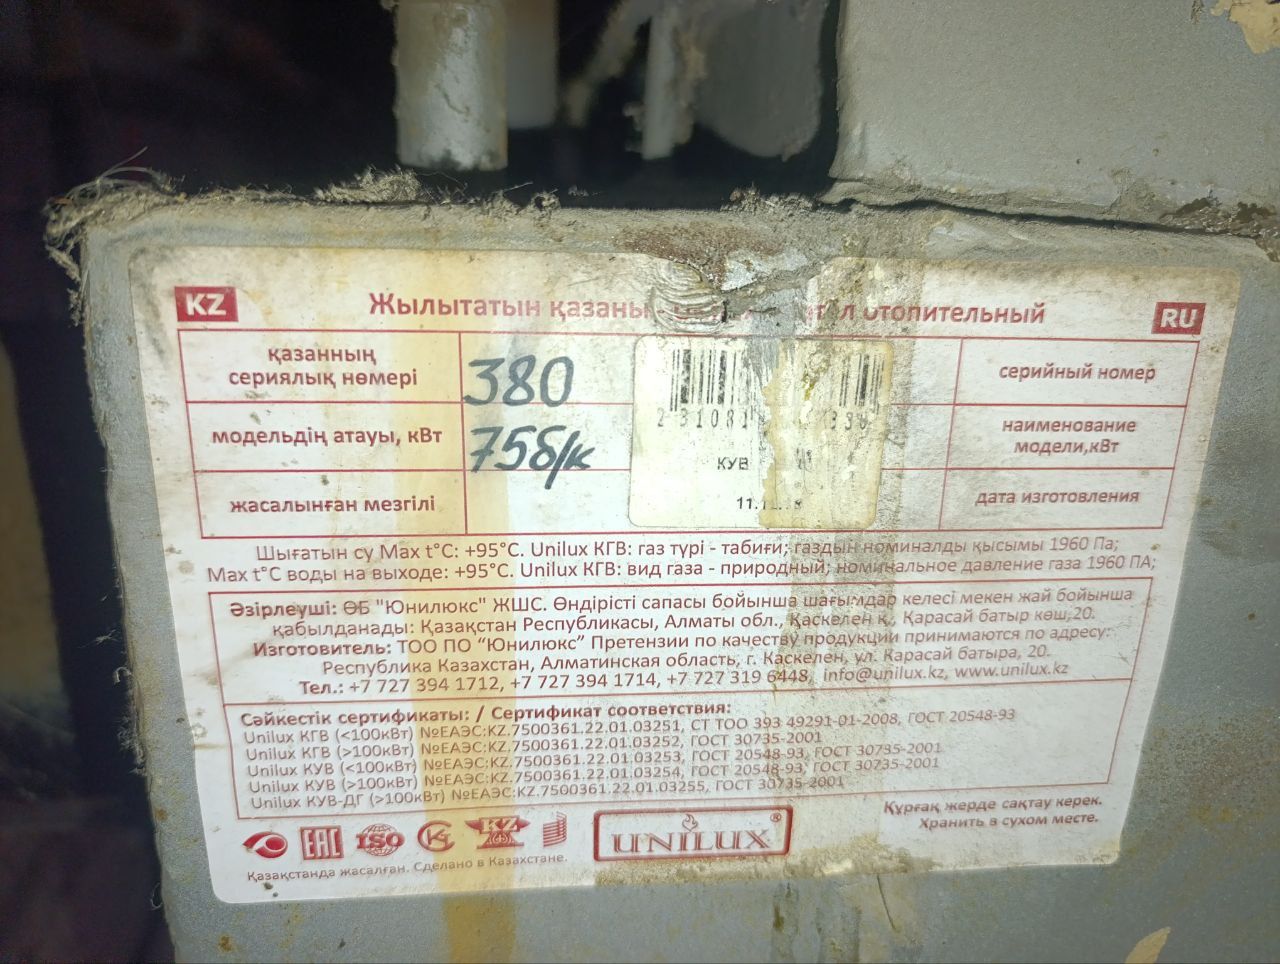 KZ Жылытатын қазаны отопительный RU
қазанның сериялық нөмері 380 серийный номер
231081 336
модельдің атауы, кВт 75б/к наименование модели,кВт
КУВ
жасалынған мезгілі дата изготовления
Шығатын су Max t°C: +95°C. Unilux КГВ: газ түрі - табиғи; газдың номиналды қысымы 1960 Па;
Max t°C воды на выходе: +95°C. Unilux КГВ: вид газа - природный; номинальное давление газа 1960 ПА;
Әзірлеуші: ӨБ "Юнилюкс" ЖШС. Өндірісті сапасы бойынша шағымдар келесі мекен жай бойынша
қабылданады: Қазақстан Республикасы, Алматы обл., Қаскелен қ., Қарасай батыр көш;20.
Изготовитель: ТОО ПО “Юнилюкс” Претензии по качеству продукции принимаются по адресу:
Республика Казахстан, Алматинская область, г. Каскелен, ул. Карасай батыра, 20.
Тел.: +7 727 394 1712, +7 727 394 1714, +7 727 319 6448, info@unilux.kz, www.unilux.kz
Сәйкестік сертификаты: / Сертификат соответствия:
Unilux КГВ (<100кВт) №ЕАЭС:KZ.7500361.22.01.03251, СТ ТОО 393 49291-01-2008, ГОСТ 20548-93
Unilux КГВ (>100кВт) №ЕАЭС:KZ.7500361.22.01.03252, ГОСТ 30735-2001
Unilux КУВ (<100кВт) №ЕАЭС:KZ.7500361.22.01.03253, ГОСТ 20548-93, ГОСТ 30735-2001
Unilux КУВ (>100кВт) №ЕАЭС:KZ.7500361.22.01.03254, ГОСТ 20548-93, ГОСТ 30735-2001
Unilux КУВ-ДГ (>100кВт) №ЕАЭС:KZ.7500361.22.01.03255, ГОСТ 30735-2001
EAC ISO KZ UNILUX®
Құрғақ жерде сақтау керек.
Хранить в сухом месте.
Қазақстанда жасалған. Сделано в Казахстане.